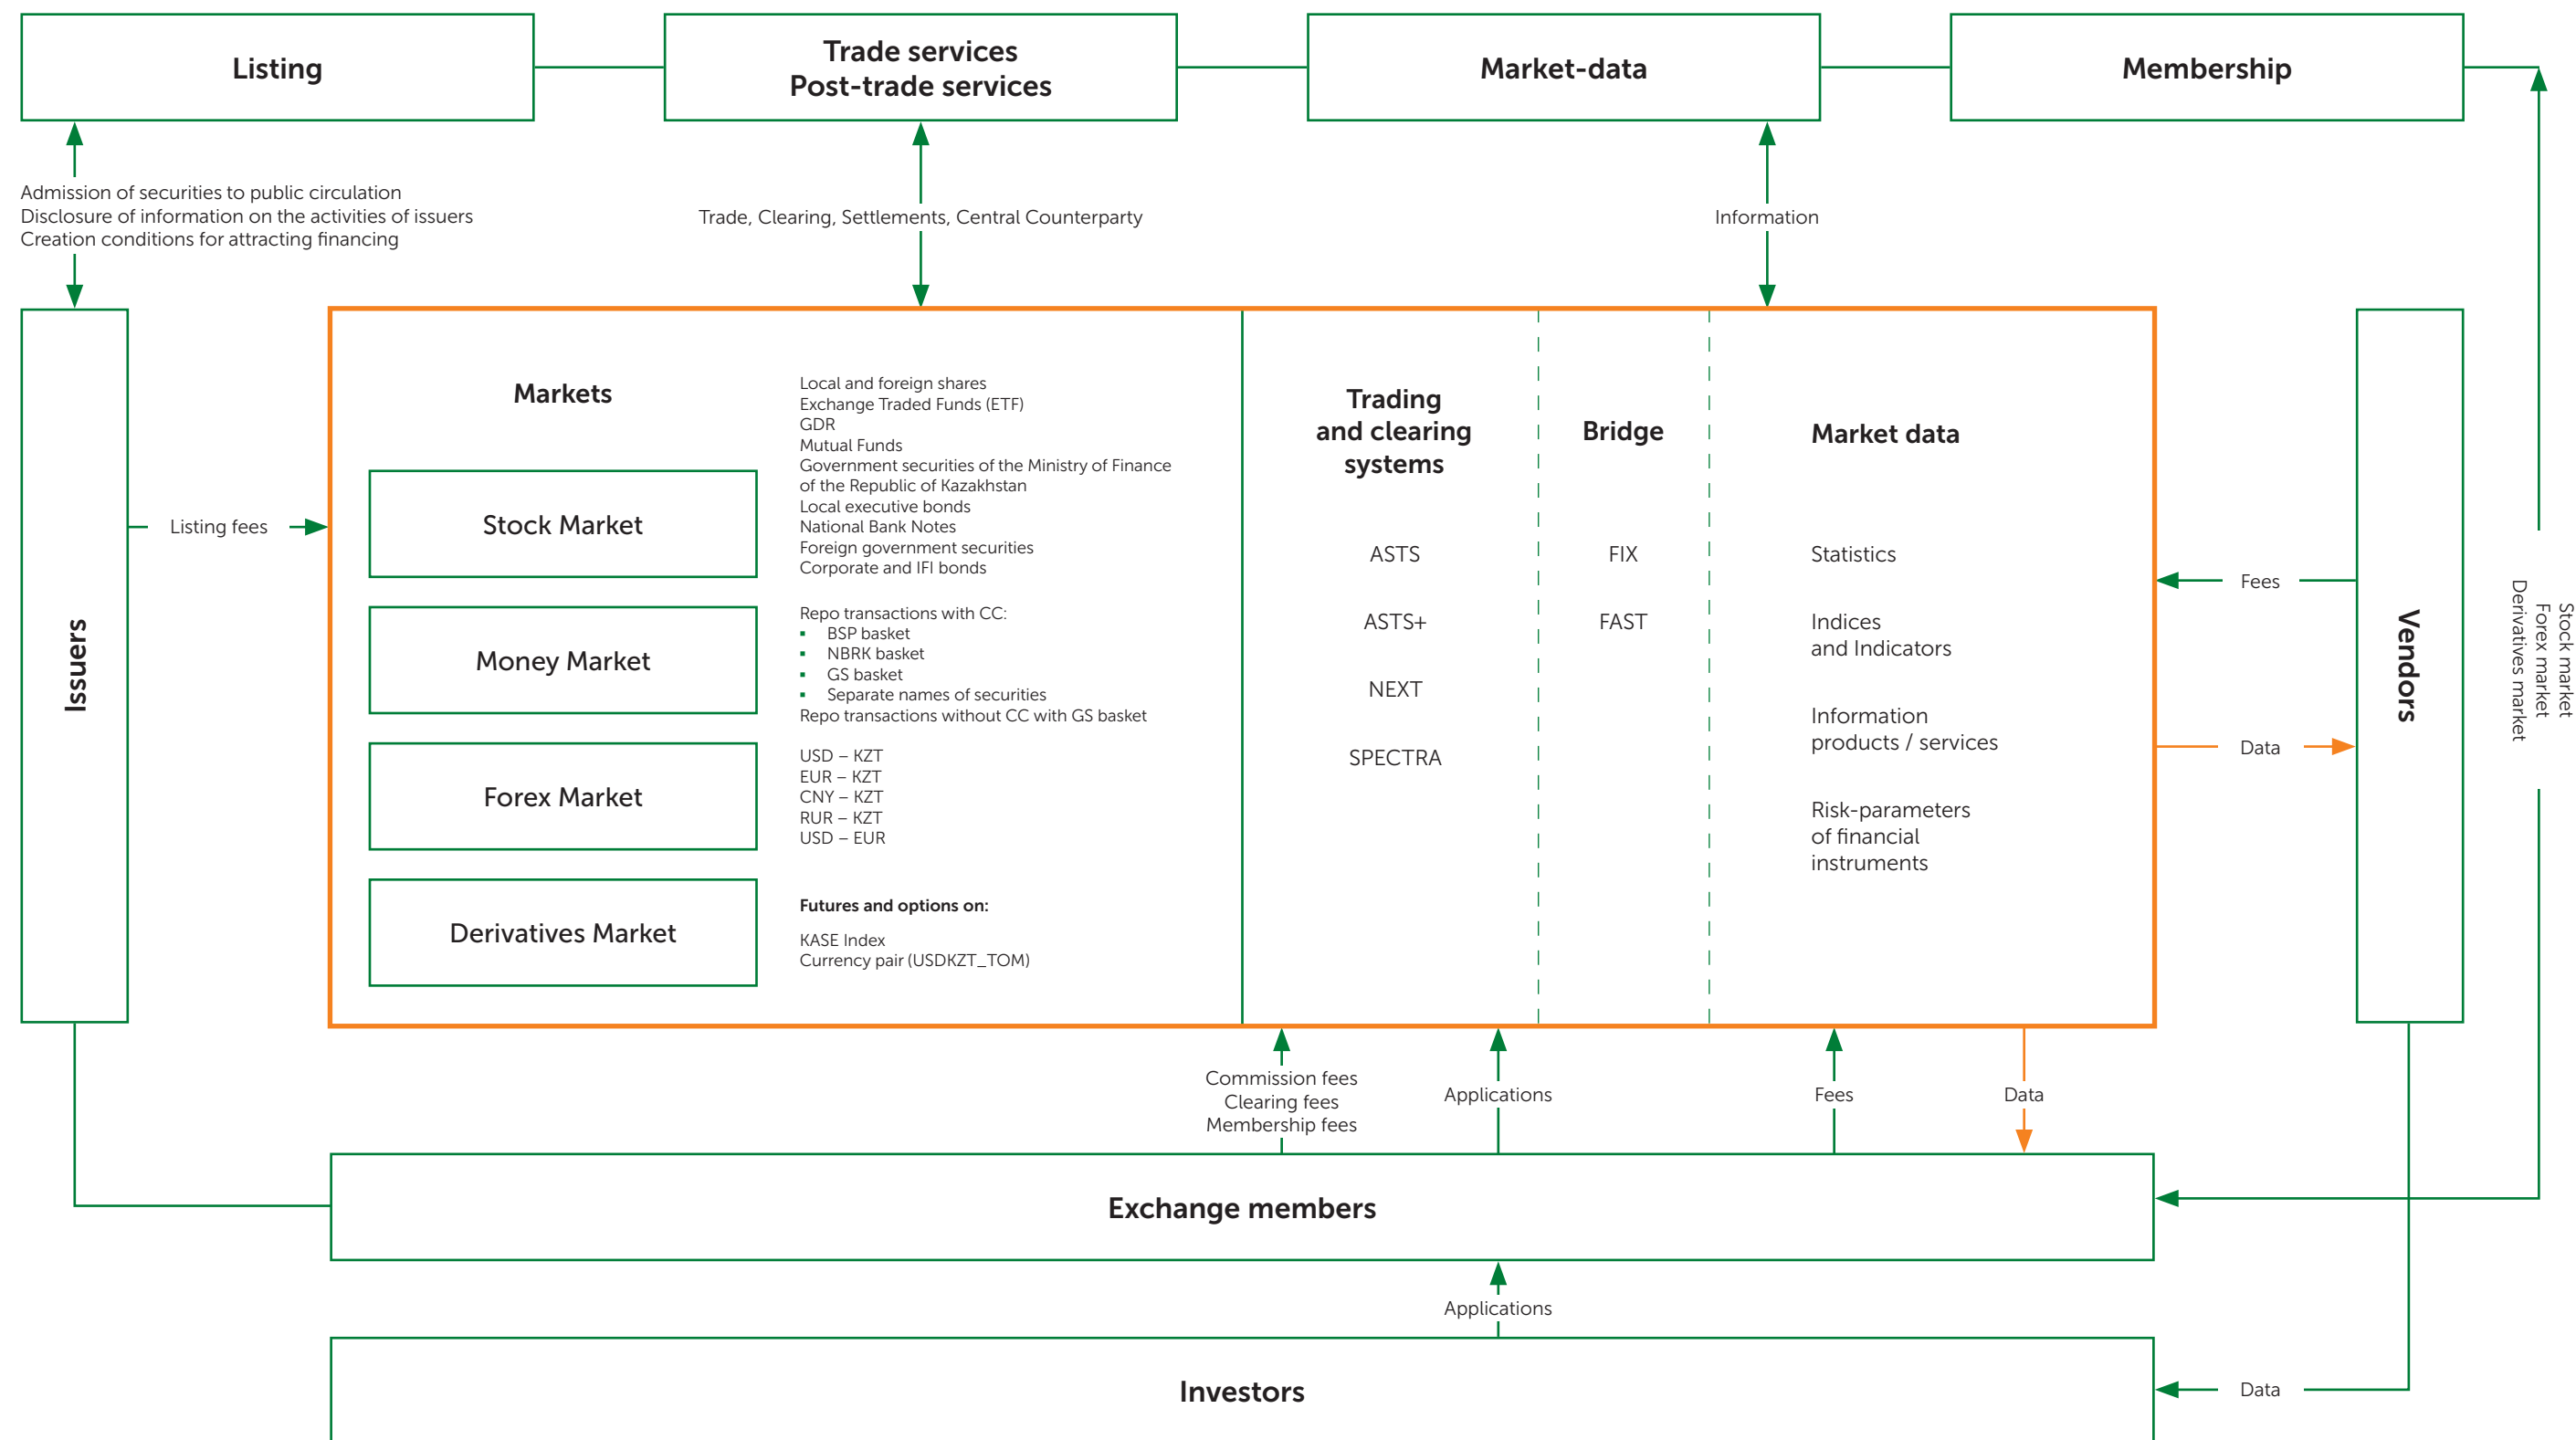 Listing
Trade services
Post-trade services
Market-data
Membership
Admission of securities to public circulation
Disclosure of information on the activities of issuers
Creation conditions for attracting financing
Trade, Clearing, Settlements, Central Counterparty
Information
Issuers
Listing fees
Markets
Stock Market
Local and foreign shares
Exchange Traded Funds (ETF)
GDR
Mutual Funds
Government securities of the Ministry of Finance
of the Republic of Kazakhstan
Local executive bonds
National Bank Notes
Foreign government securities
Corporate and IFI bonds
Money Market
Repo transactions with CC:
▪ BSP basket
▪ NBRK basket
▪ GS basket
▪ Separate names of securities
Repo transactions without CC with GS basket
Forex Market
USD – KZT
EUR – KZT
CNY – KZT
RUR – KZT
USD – EUR
Derivatives Market
Futures and options on:
KASE Index
Currency pair (USDKZT_TOM)
Trading
and clearing
systems
ASTS
ASTS+
NEXT
SPECTRA
Bridge
FIX
FAST
Market data
Statistics
Indices
and Indicators
Information
products / services
Risk-parameters
of financial
instruments
Fees
Data
Vendors
Stock market
Forex market
Derivatives market
Commission fees
Clearing fees
Membership fees
Applications
Fees
Data
Exchange members
Applications
Investors
Data